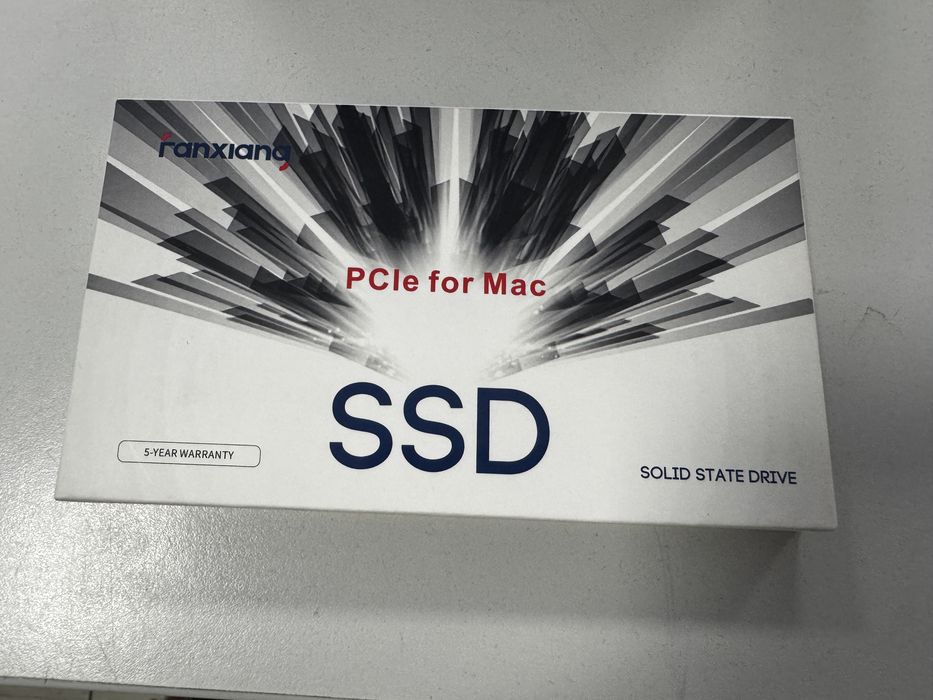 fanxiang
PCIe for Mac
SSD
5-YEAR WARRANTY
SOLID STATE DRIVE